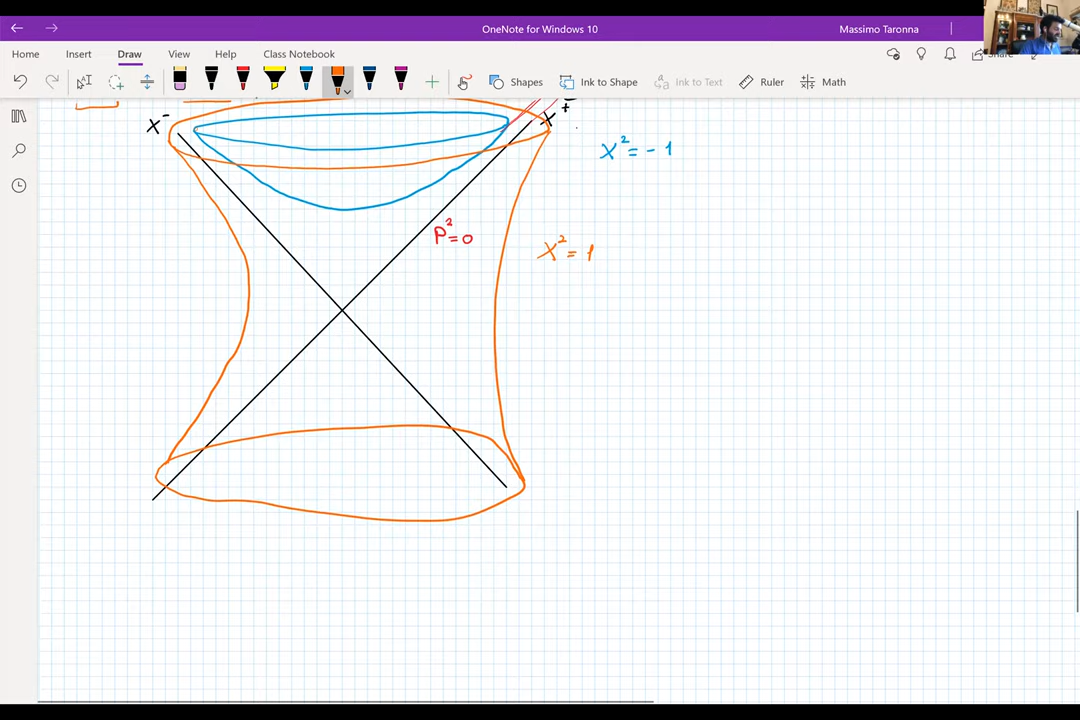 OneNote for Windows 10
Massimo Taronna
Home Insert Draw View Help Class Notebook
Share
Shapes Ink to Shape Ink to Text Ruler Math
X⁻
X⁺
X² = - 1
P² = 0
X² = 1